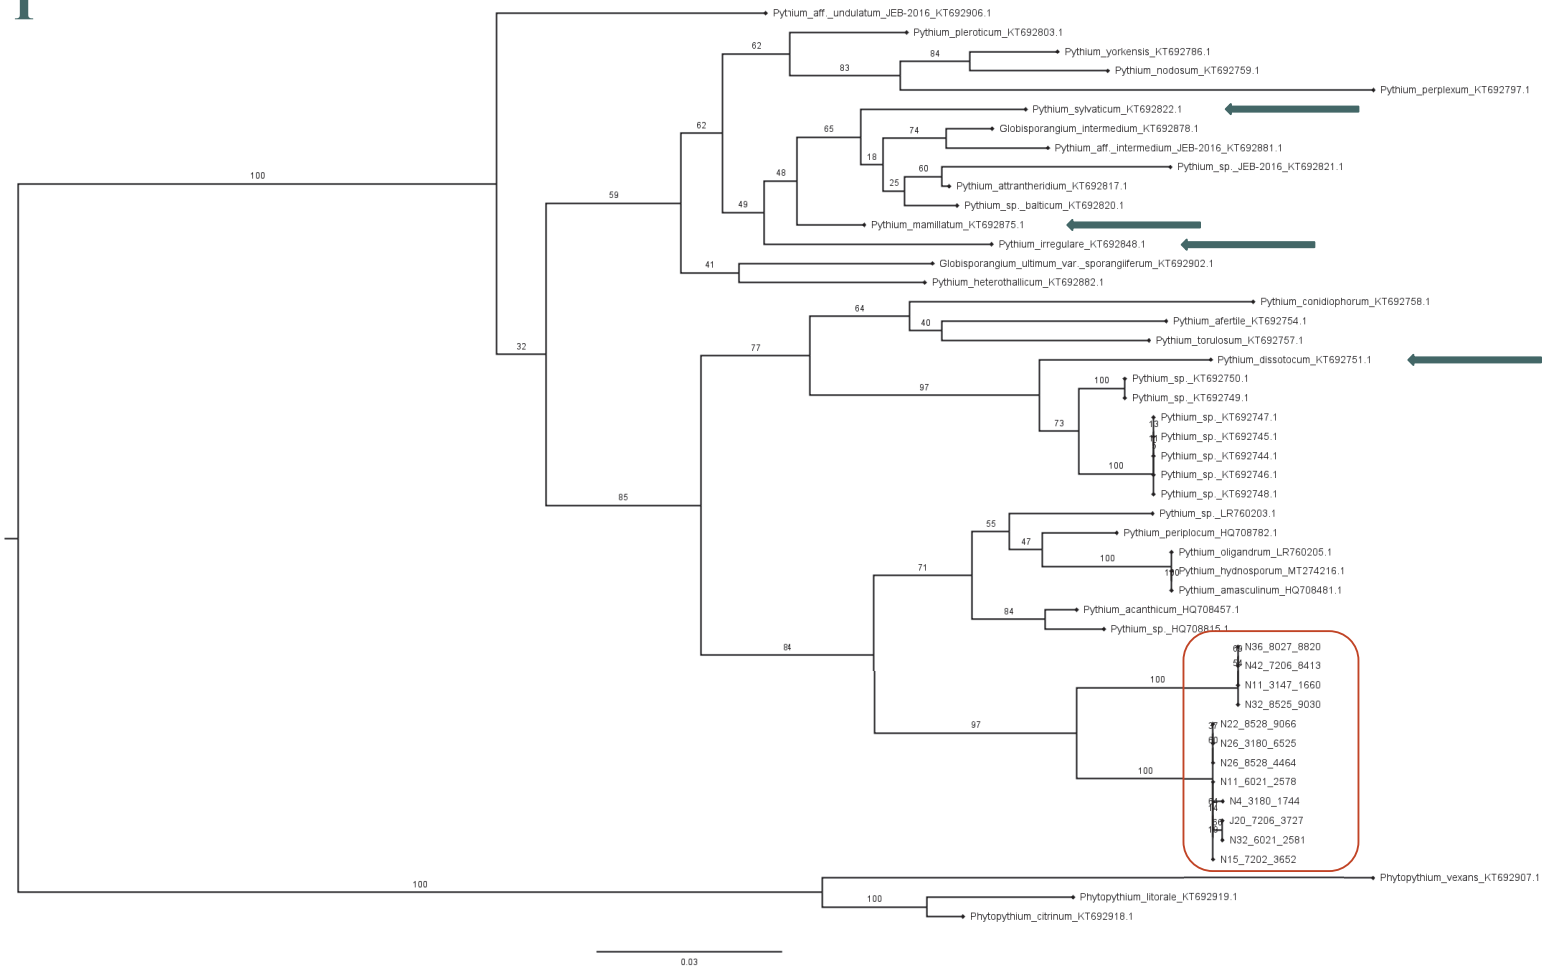 Pythium_aff._undulatum_JEB-2016_KT692906.1
Pythium_pleroticum_KT692803.1
62
Pythium_yorkensis_KT692786.1
84
83
Pythium_nodosum_KT692759.1
Pythium_perplexum_KT692797.1
Pythium_sylvaticum_KT692822.1
62
65
Globisporangium_intermedium_KT692878.1
74
Pythium_aff._intermedium_JEB-2016_KT692881.1
18
Pythium_sp._JEB-2016_KT692821.1
60
100
48
25
Pythium_attrantheridium_KT692817.1
59
49
Pythium_sp._balticum_KT692820.1
Pythium_mamillatum_KT692875.1
Pythium_irregulare_KT692848.1
41
Globisporangium_ultimum_var._sporangiiferum_KT692902.1
Pythium_heterothallicum_KT692882.1
Pythium_conidiophorum_KT692758.1
64
40
Pythium_afertile_KT692754.1
Pythium_torulosum_KT692757.1
32
77
Pythium_dissotocum_KT692751.1
100
Pythium_sp._KT692750.1
97
Pythium_sp._KT692749.1
Pythium_sp._KT692747.1
73
13
Pythium_sp._KT692745.1
Pythium_sp._KT692744.1
100
Pythium_sp._KT692746.1
85
Pythium_sp._KT692748.1
Pythium_sp._LR760203.1
55
Pythium_periplocum_HQ708782.1
47
Pythium_oligandrum_LR760205.1
100
71
100
Pythium_hydnosporum_MT274216.1
Pythium_amasculinum_HQ708481.1
84
Pythium_acanthicum_HQ708457.1
Pythium_sp._HQ708815.1
84
N36_8027_8820
N42_7206_8413
100
N11_3147_1660
N32_8525_9030
97
N22_8528_9066
37
N26_3180_6525
60
N26_8528_4464
100
N11_6021_2578
N4_3180_1744
J20_7206_3727
N32_6021_2581
N15_7202_3652
100
Phytopythium_vexans_KT692907.1
100
Phytopythium_litorale_KT692919.1
Phytopythium_citrinum_KT692918.1
0.03